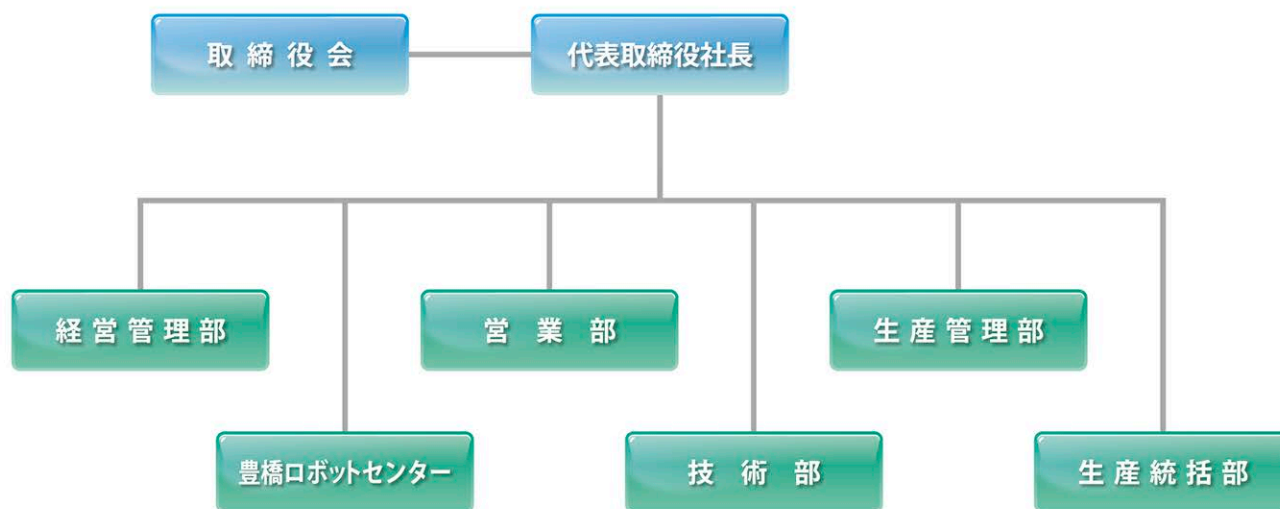 取締役会
代表取締役社長
経営管理部
営業部
生産管理部
豊橋ロボットセンター
技術部
生産統括部